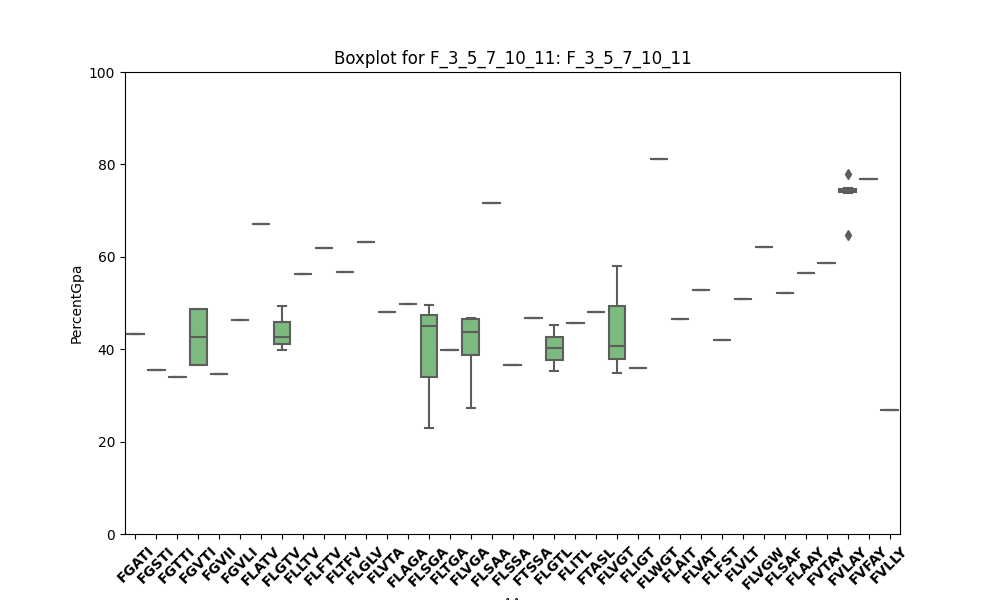 Boxplot for F_3_5_7_10_11: F_3_5_7_10_11
PercentGpa
100
80
60
40
20
0
FGATI FGSTI FGTTI FGVTI FGVII FGVLI FLATV FLGTV FLLTV FLFTV FLTFV FLGLV FLVTA FLAGA FLSGA FLTGA FLVGA FLSAA FLSSA FTSSA FLGTL FLITL FTASL FLVGT FLIGT FLWGT FLAIT FLVAT FLFST FLVLT FLVGW FLSAF FLAAY FVTAY FVLAY FVFAY FVLLY